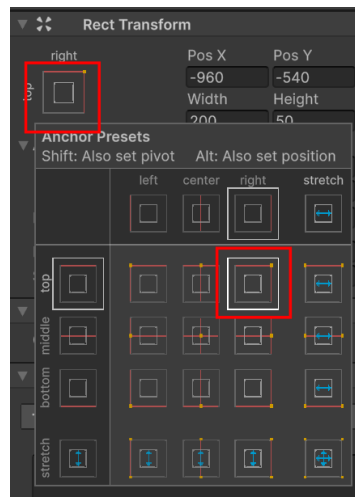 Rect Transform
right
Pos X Pos Y
top
-960 -540
Width Height
200 50
Anchor Presets
Shift: Also set pivot Alt: Also set position
left center right stretch
top
middle
bottom
stretch